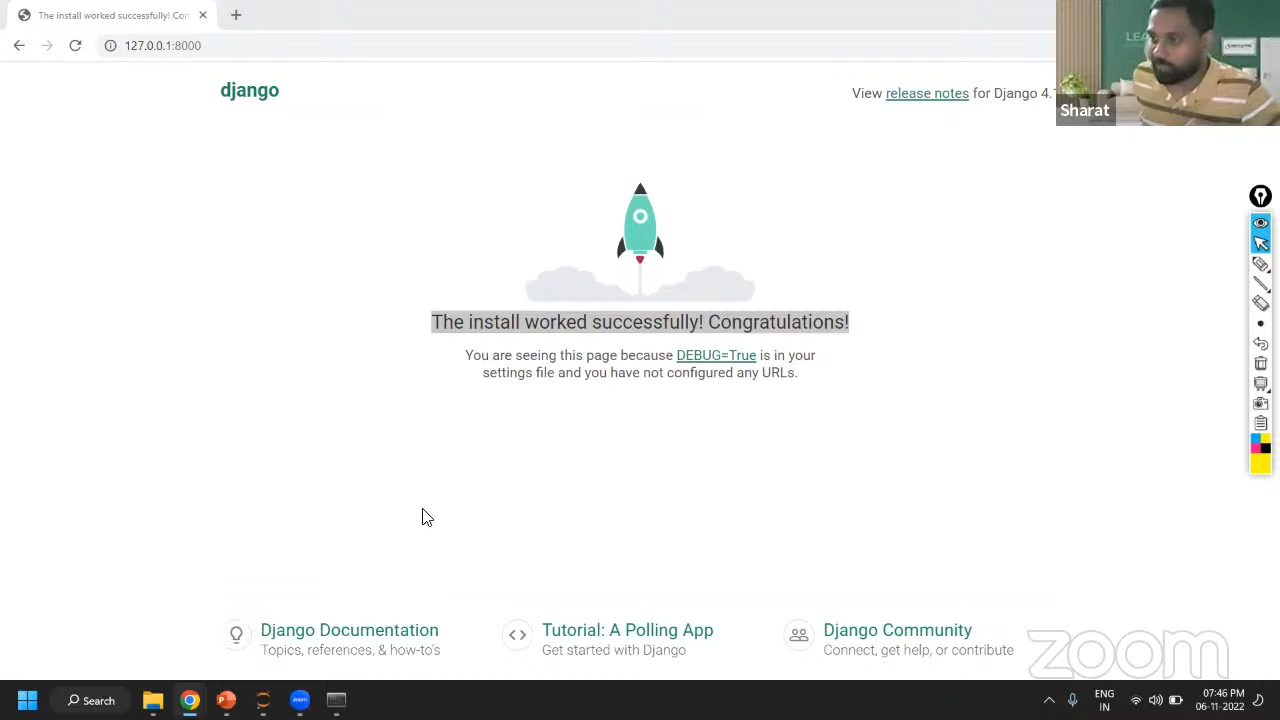 The install worked successfully! Con
127.0.0.1:8000
django
View release notes for Django 4.
LEA
Sharat
The install worked successfully! Congratulations!
You are seeing this page because DEBUG=True is in your
settings file and you have not configured any URLs.
Django Documentation
Topics, references, & how-to's
Tutorial: A Polling App
Get started with Django
Django Community
Connect, get help, or contribute
zoom
Search
ENG
IN
07:46 PM
06-11-2022